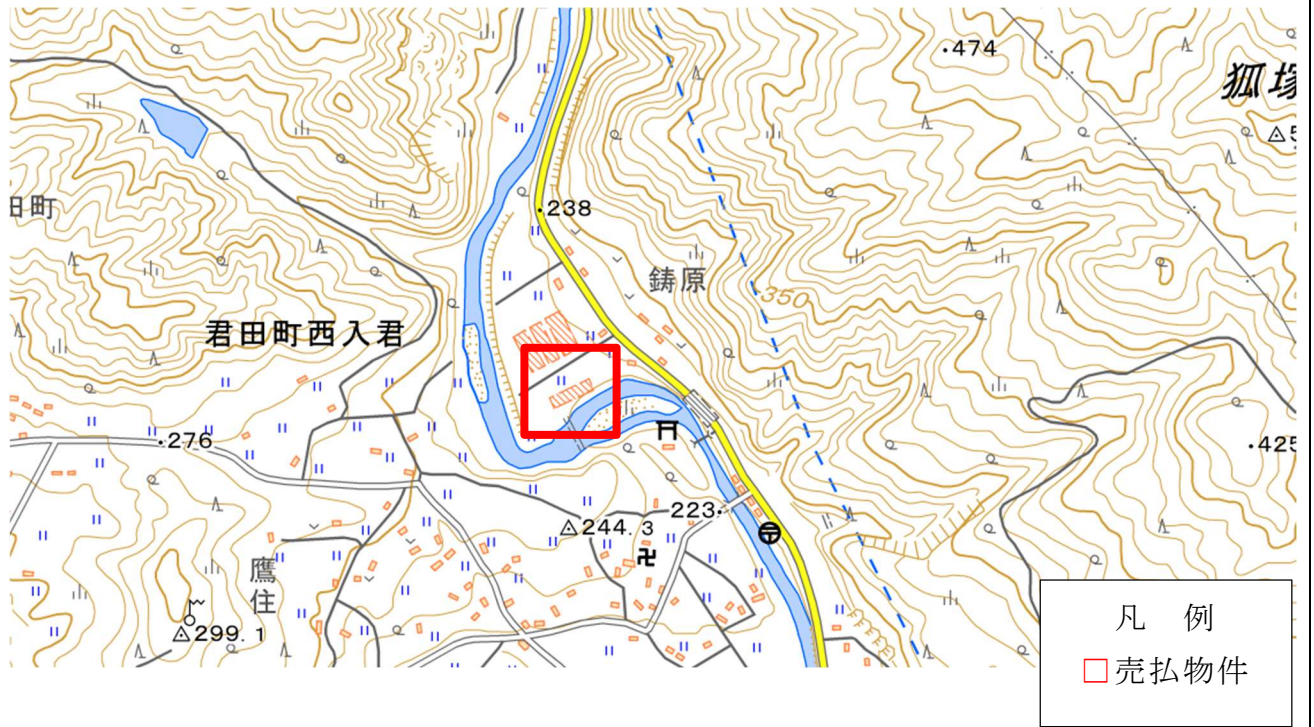 ・474
狐塚
田町
・238
鋳原
350
君田町西入君
・276
223・
△244.3
鷹住
△299.1
・425
凡 例
□売払物件